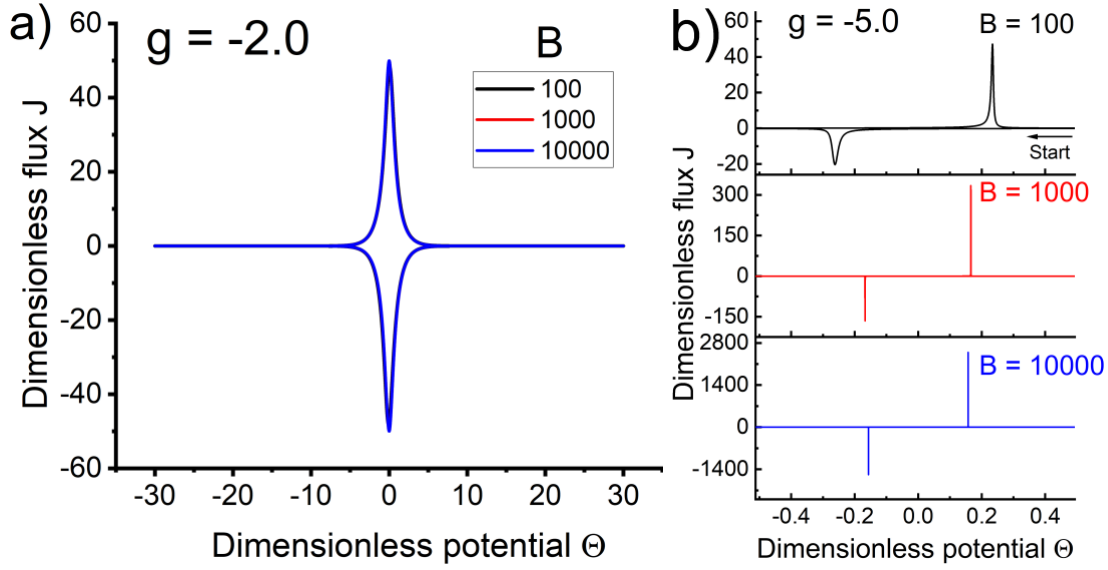 a)
g = -2.0
B
100
1000
10000
60
40
20
0
-20
-40
-60
-30
-20
-10
0
10
20
30
Dimensionless flux J
Dimensionless potential Θ
b)
g = -5.0
B = 100
60
40
20
0
-20
Start
B = 1000
300
150
0
-150
B = 10000
2800
1400
0
-1400
-0.4
-0.2
0.0
0.2
0.4
Dimensionless flux J
Dimensionless potential Θ